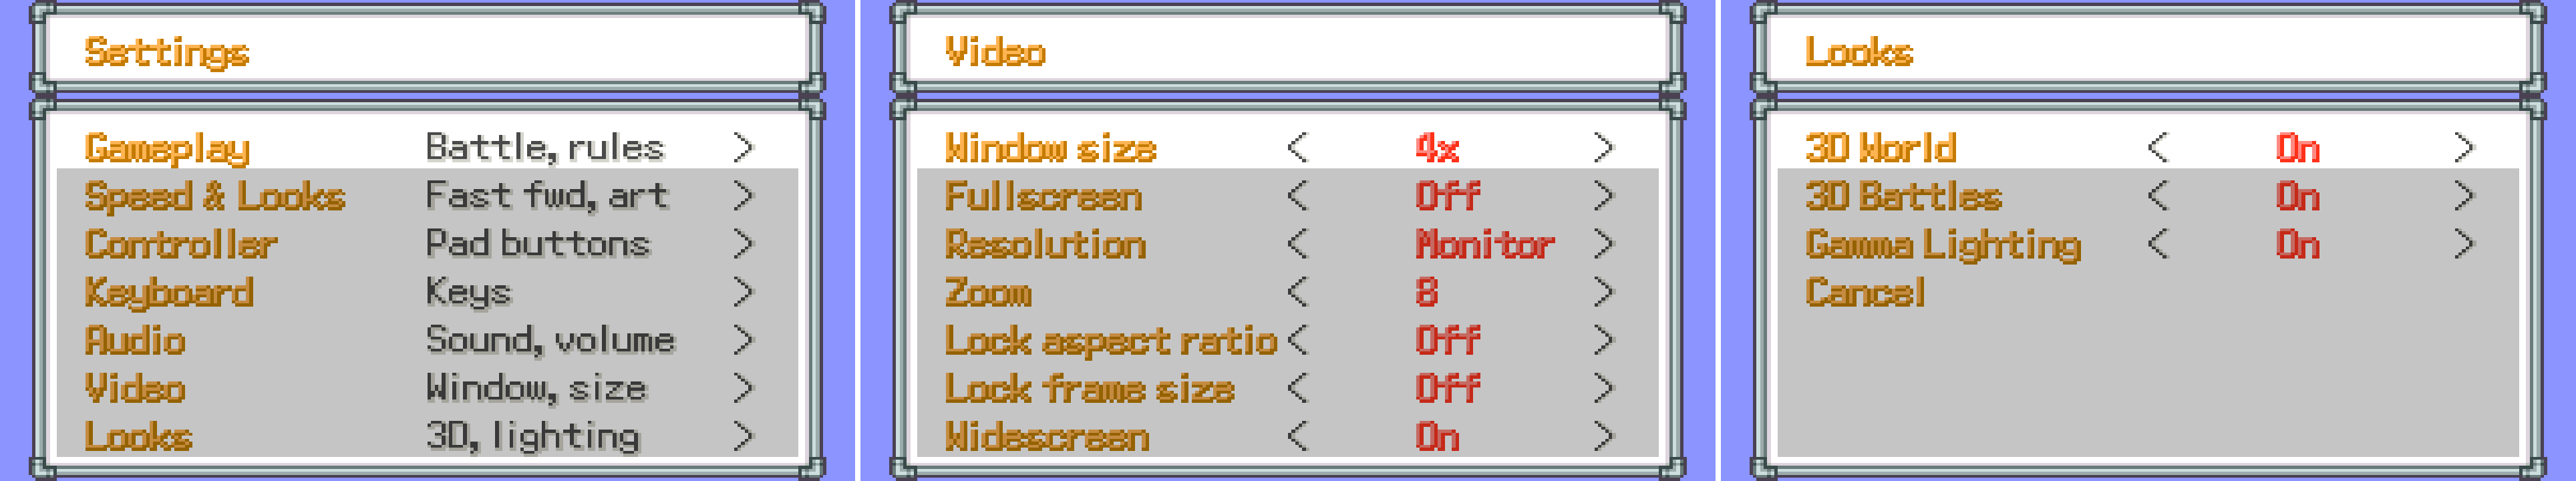 Settings
Gameplay Battle, rules >
Speed & Looks Fast fwd, art >
Controller Pad buttons >
Keyboard Keys >
Audio Sound, volume >
Video Window, size >
Looks 3D, lighting >
Video
Window size < 4x >
Fullscreen < Off >
Resolution < Monitor >
Zoom < 8 >
Lock aspect ratio < Off >
Lock frame size < Off >
Widescreen < On >
Looks
3D World < On >
3D Battles < On >
Gamma Lighting < On >
Cancel